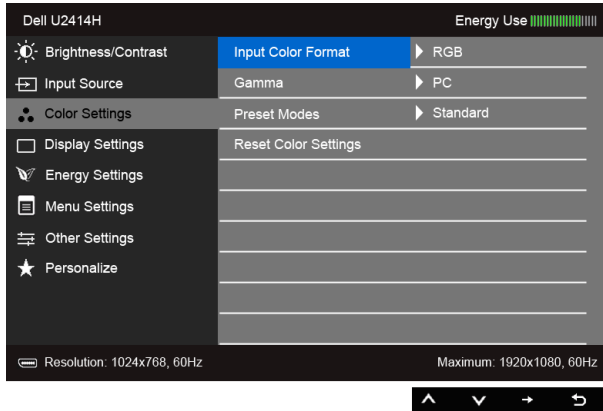 Dell U2414H Energy Use
Brightness/Contrast Input Color Format RGB
Input Source Gamma PC
Color Settings Preset Modes Standard
Display Settings Reset Color Settings
Energy Settings
Menu Settings
Other Settings
Personalize
Resolution: 1024x768, 60Hz Maximum: 1920x1080, 60Hz